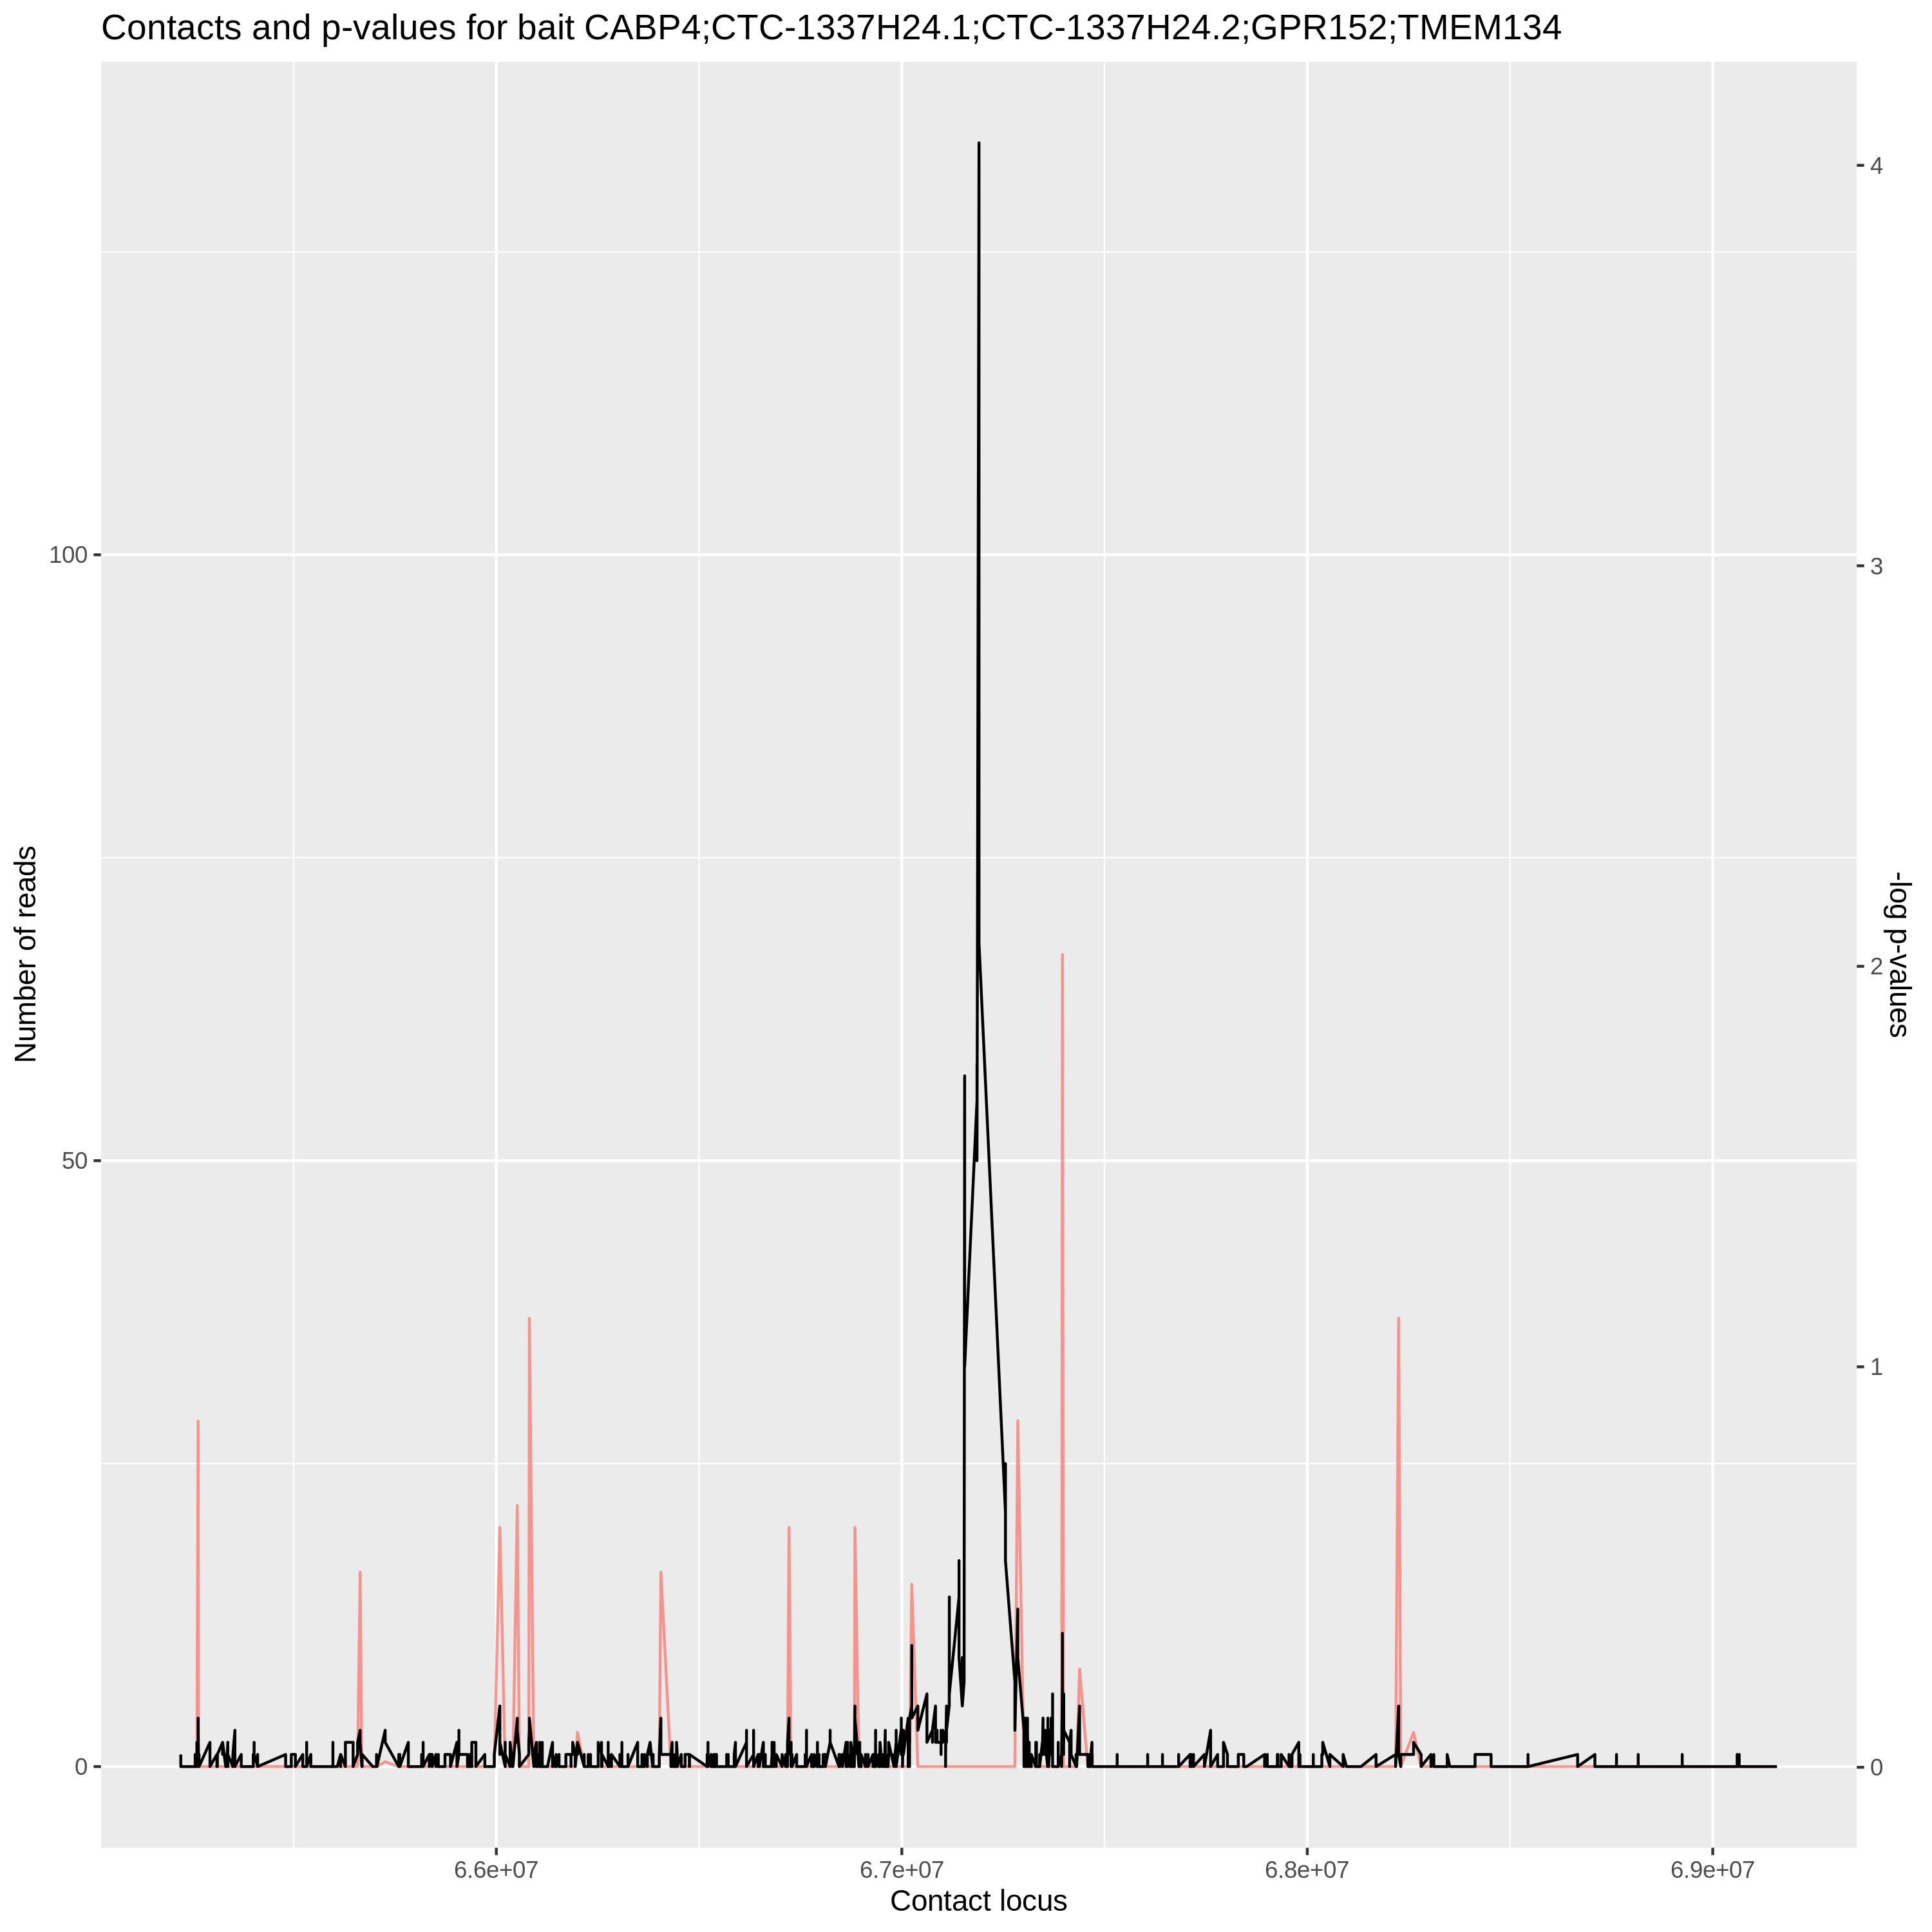 Contacts and p-values for bait CABP4;CTC-1337H24.1;CTC-1337H24.2;GPR152;TMEM134
4
100
3
Number of reads
-log p-values
2
50
1
0
0
6.6e+07
6.7e+07
6.8e+07
6.9e+07
Contact locus